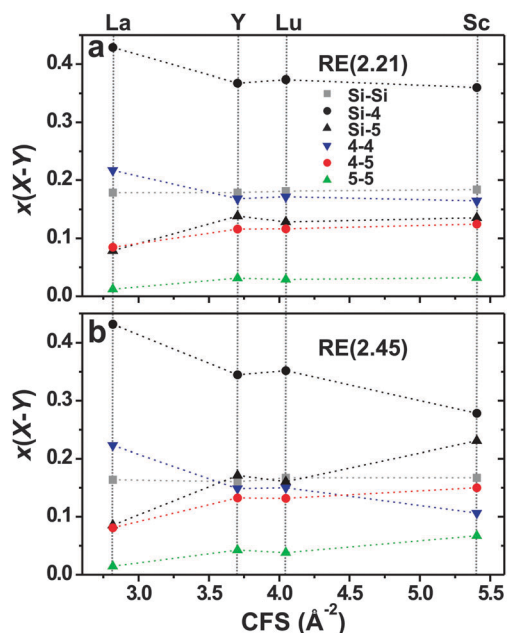 La Y Lu Sc
a
RE(2.21)
Si-Si
Si-4
Si-5
4-4
4-5
5-5
x(X-Y)
0.4
0.3
0.2
0.1
0.0
b
RE(2.45)
x(X-Y)
0.4
0.3
0.2
0.1
0.0
3.0 3.5 4.0 4.5 5.0 5.5
CFS (Å⁻²)